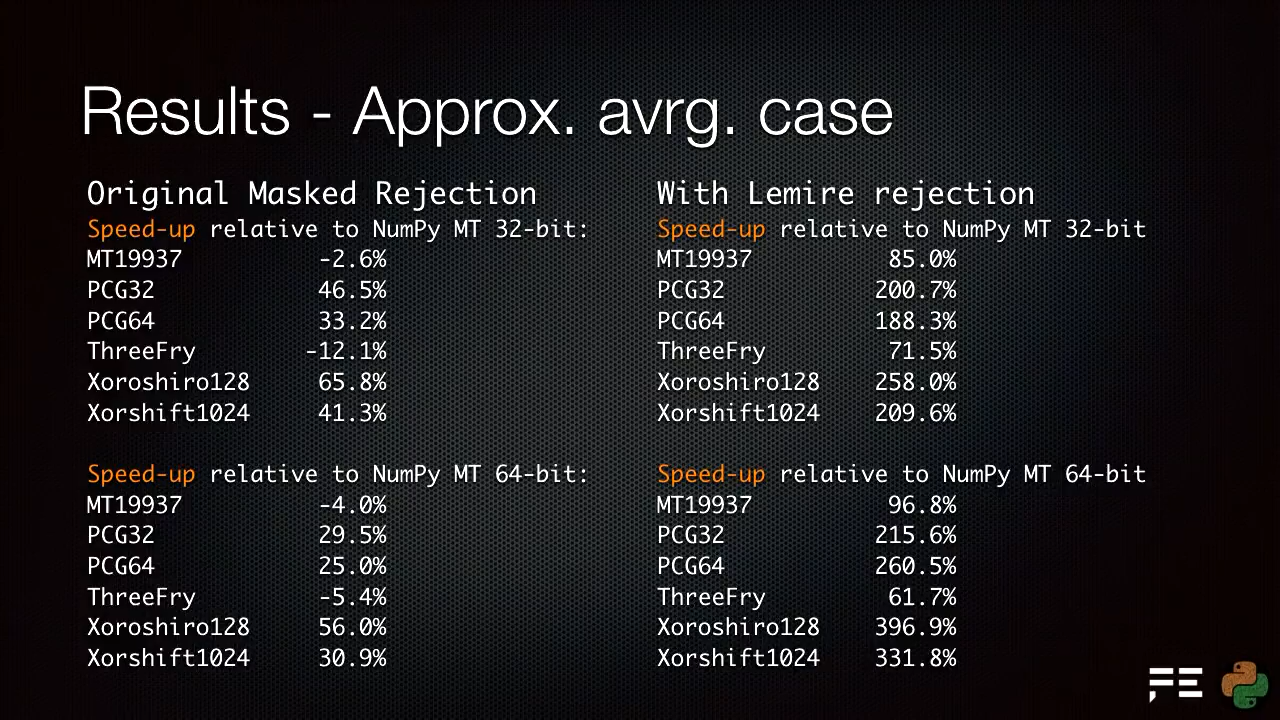 Results - Approx. avrg. case
Original Masked Rejection
Speed-up relative to NumPy MT 32-bit:
MT19937 -2.6%
PCG32 46.5%
PCG64 33.2%
ThreeFry -12.1%
Xoroshiro128 65.8%
Xorshift1024 41.3%
Speed-up relative to NumPy MT 64-bit:
MT19937 -4.0%
PCG32 29.5%
PCG64 25.0%
ThreeFry -5.4%
Xoroshiro128 56.0%
Xorshift1024 30.9%
With Lemire rejection
Speed-up relative to NumPy MT 32-bit
MT19937 85.0%
PCG32 200.7%
PCG64 188.3%
ThreeFry 71.5%
Xoroshiro128 258.0%
Xorshift1024 209.6%
Speed-up relative to NumPy MT 64-bit
MT19937 96.8%
PCG32 215.6%
PCG64 260.5%
ThreeFry 61.7%
Xoroshiro128 396.9%
Xorshift1024 331.8%
FE